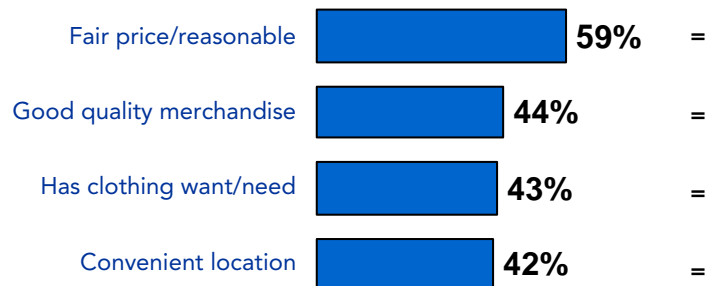 Fair price/reasonable 59% =
Good quality merchandise 44% =
Has clothing want/need 43% =
Convenient location 42% =